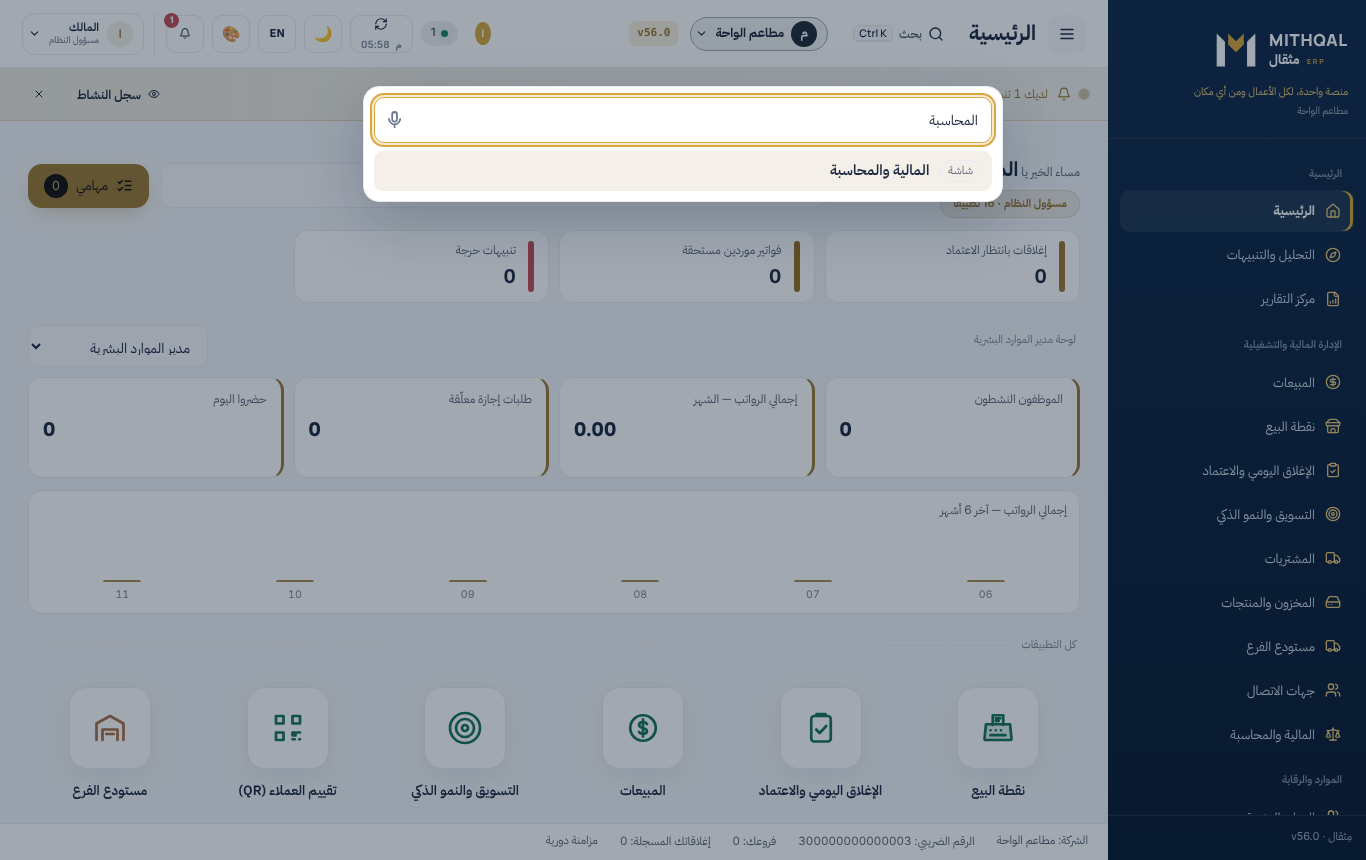 MITHQAL
مثقال ERP
منصة واحدة، لكل الأعمال ومن أي مكان
مطاعم الواحة
الرئيسية
الرئيسية
التحليل والتنبيهات
مركز التقارير
الإدارة المالية والتشغيلية
المبيعات
نقطة البيع
الإغلاق اليومي والاعتماد
التسويق والنمو الذكي
المشتريات
المخزون والمنتجات
مستودع الفرع
جهات الاتصال
المالية والمحاسبة
الموارد والرقابة
مثقال · v56.0
الرئيسية
بحث Ctrl K
م مطاعم الواحة
v56.0
1
05:58 م
🌙
EN
🎨
1
المالك
مسؤول النظام
لديك 1
سجل النشاط
المحاسبة
شاشة المالية والمحاسبة
مساء الخير يا
مسؤول النظام · 16 تطبيقا
مهامي 0
إغلاقات بانتظار الاعتماد
0
فواتير موردين مستحقة
0
تنبيهات حرجة
0
لوحة مدير الموارد البشرية
مدير الموارد البشرية
الموظفون النشطون
0
إجمالي الرواتب — الشهر
0.00
طلبات إجازة معلّقة
0
حضروا اليوم
0
إجمالي الرواتب — آخر 6 أشهر
06
07
08
09
10
11
كل التطبيقات
نقطة البيع
الإغلاق اليومي والاعتماد
المبيعات
التسويق والنمو الذكي
تقييم العملاء (QR)
مستودع الفرع
الشركة: مطاعم الواحة
الرقم الضريبي: 300000000000003
فروعك: 0
إغلاقاتك المسجلة: 0
مزامنة دورية